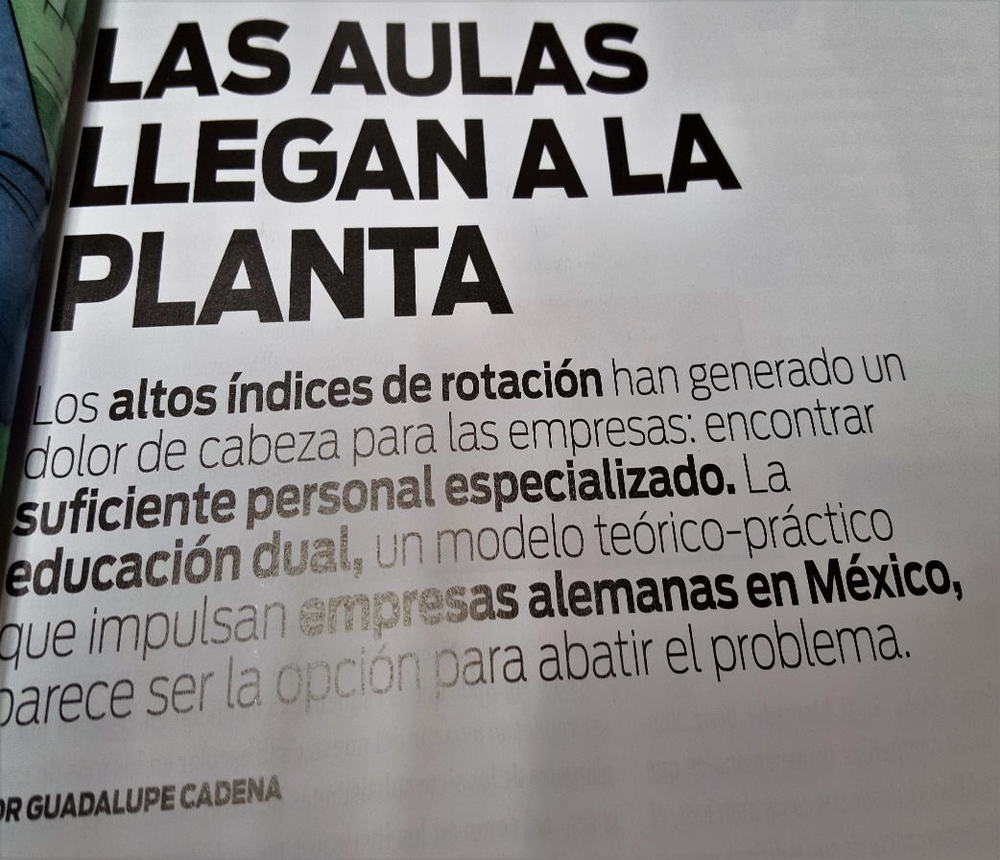 LAS AULAS
LLEGAN A LA
PLANTA
Los altos índices de rotación han generado un
dolor de cabeza para las empresas: encontrar
suficiente personal especializado. La
educación dual, un modelo teórico-práctico
que impulsan empresas alemanas en México,
parece ser la opción para abatir el problema.
OR GUADALUPE CADENA